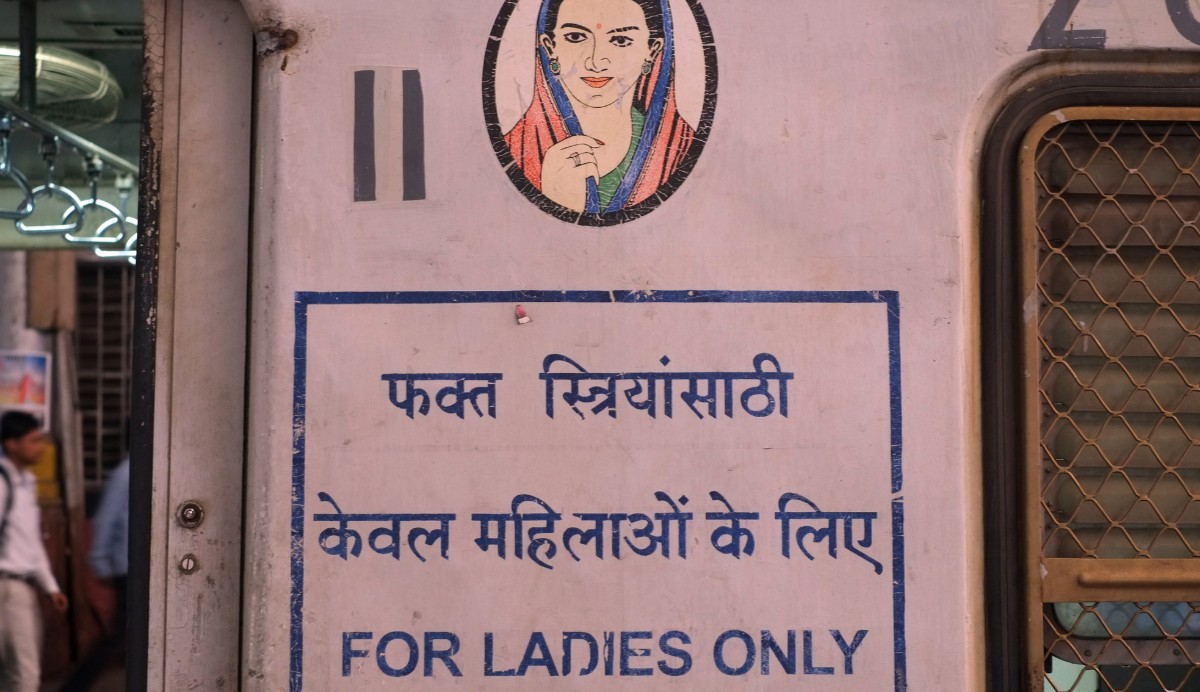 फक्त स्त्रियांसाठी
केवल महिलाओं के लिए
FOR LADIES ONLY